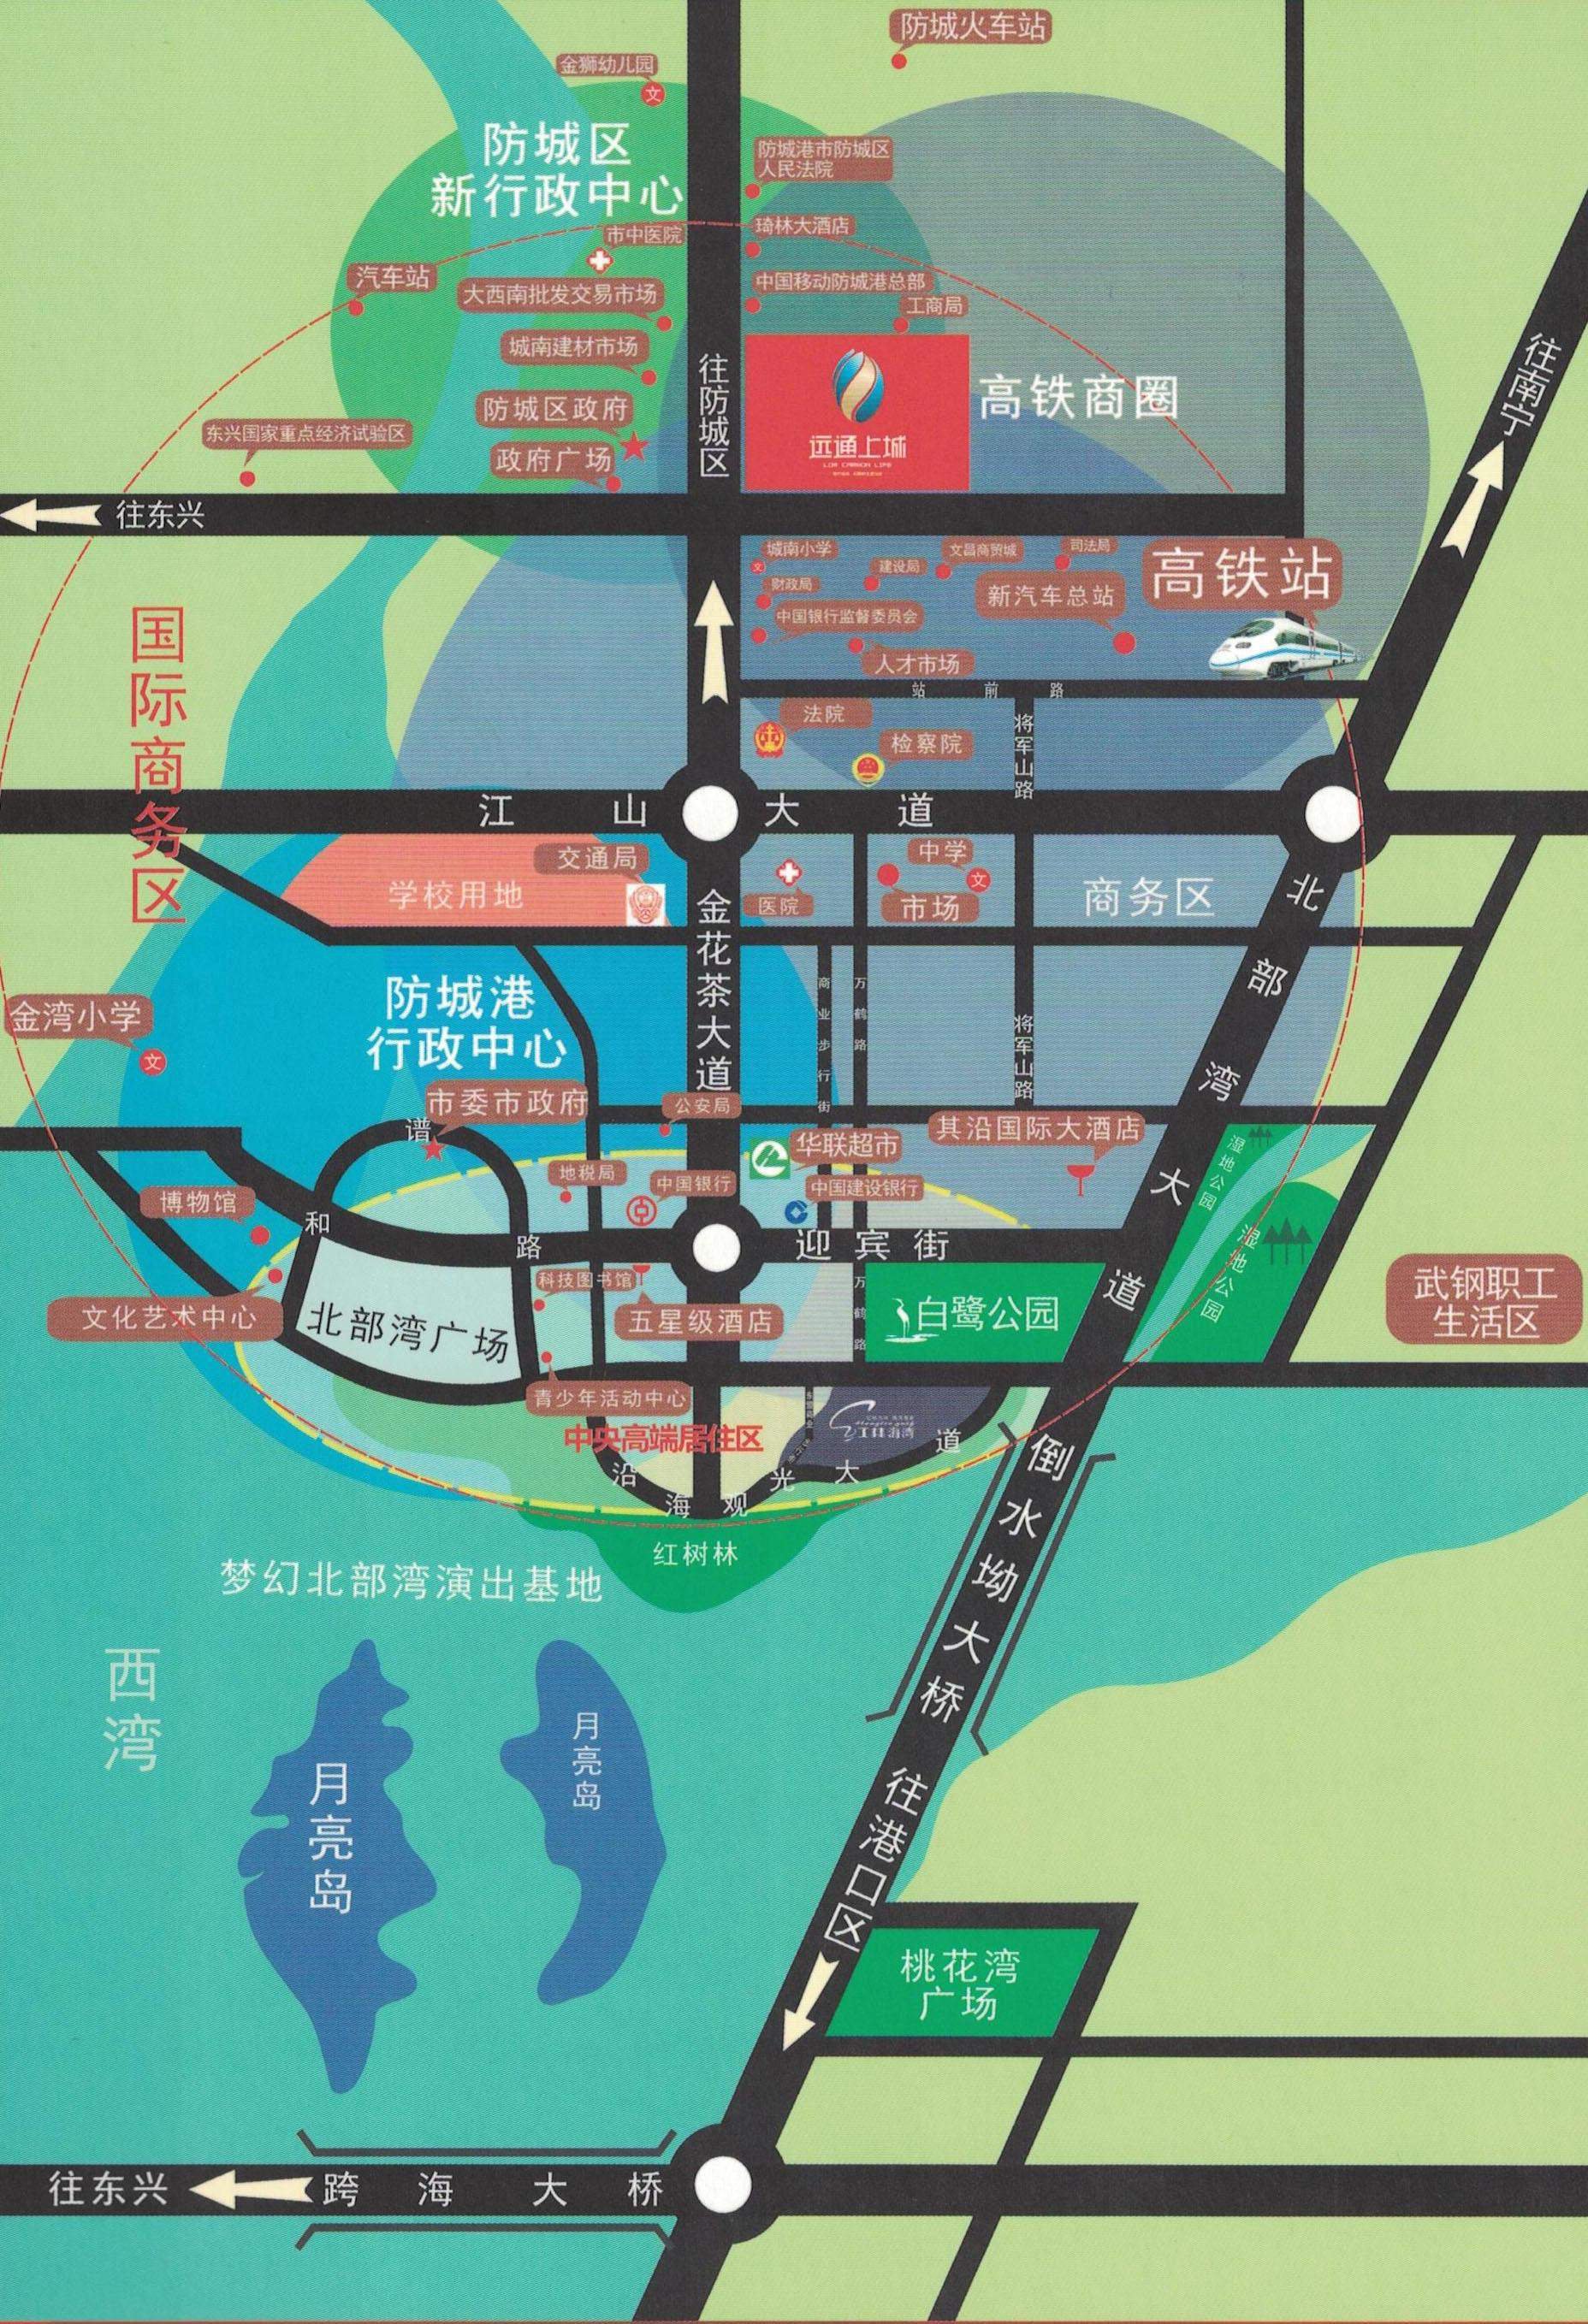 防城火车站
金狮幼儿园
文
防城区
新行政中心
防城港市防城区
人民法院
市中医院
琦林大酒店
汽车站
大西南批发交易市场
中国移动防城港总部
工商局
城南建材市场
往防城区
高铁商圈
远通上城
防城区政府
东兴国家重点经济试验区
政府广场
往南宁
往东兴
城南小学
文
财政局
建设局
文昌商贸城
司法局
新汽车总站
高铁站
中国银行监督委员会
人才市场
站前路
国际商务区
法院
检察院
将军山路
江山大道
交通局
学校用地
金花茶大道
医院
中学
文
市场
商务区
北部湾大道
防城港
行政中心
商业步行街
万鹤路
将军山路
金湾小学
文
市委市政府
公安局
谱
和
路
华联超市
其沿国际大酒店
湿地公园
湿地公园
地税局
中国银行
中国建设银行
博物馆
迎宾街
科技图书馆
五星级酒店
万鹤路
白鹭公园
武钢职工
生活区
文化艺术中心
北部湾广场
青少年活动中心
中央高端居住区
沿海观光大道
倒水坳大桥
红树林
梦幻北部湾演出基地
西湾
月亮岛
月亮岛
往港口区
桃花湾
广场
往东兴
跨海大桥